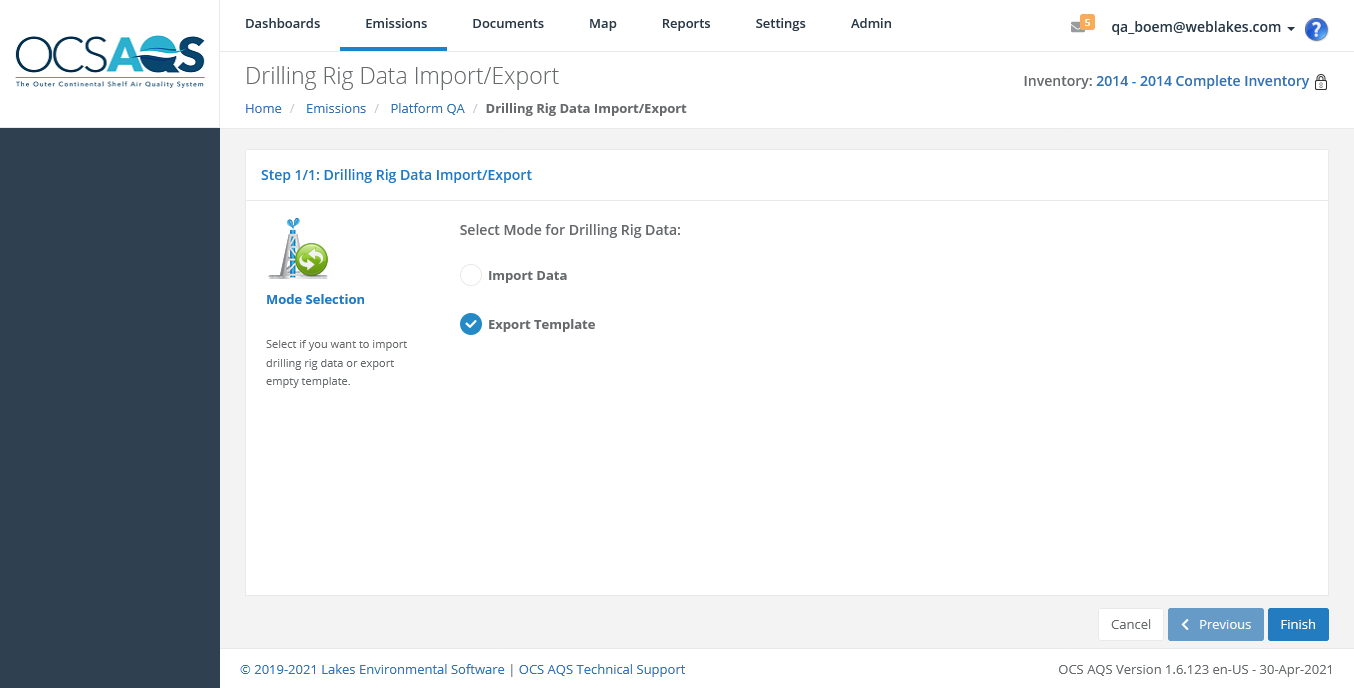 OCSAQS
The Outer Continental Shelf Air Quality System
Dashboards Emissions Documents Map Reports Settings Admin
5
qa_boem@weblakes.com
?
Drilling Rig Data Import/Export
Inventory: 2014 - 2014 Complete Inventory
Home / Emissions / Platform QA / Drilling Rig Data Import/Export
Step 1/1: Drilling Rig Data Import/Export
Mode Selection
Select if you want to import
drilling rig data or export
empty template.
Select Mode for Drilling Rig Data:
Import Data
Export Template
Cancel Previous Finish
© 2019-2021 Lakes Environmental Software | OCS AQS Technical Support
OCS AQS Version 1.6.123 en-US - 30-Apr-2021